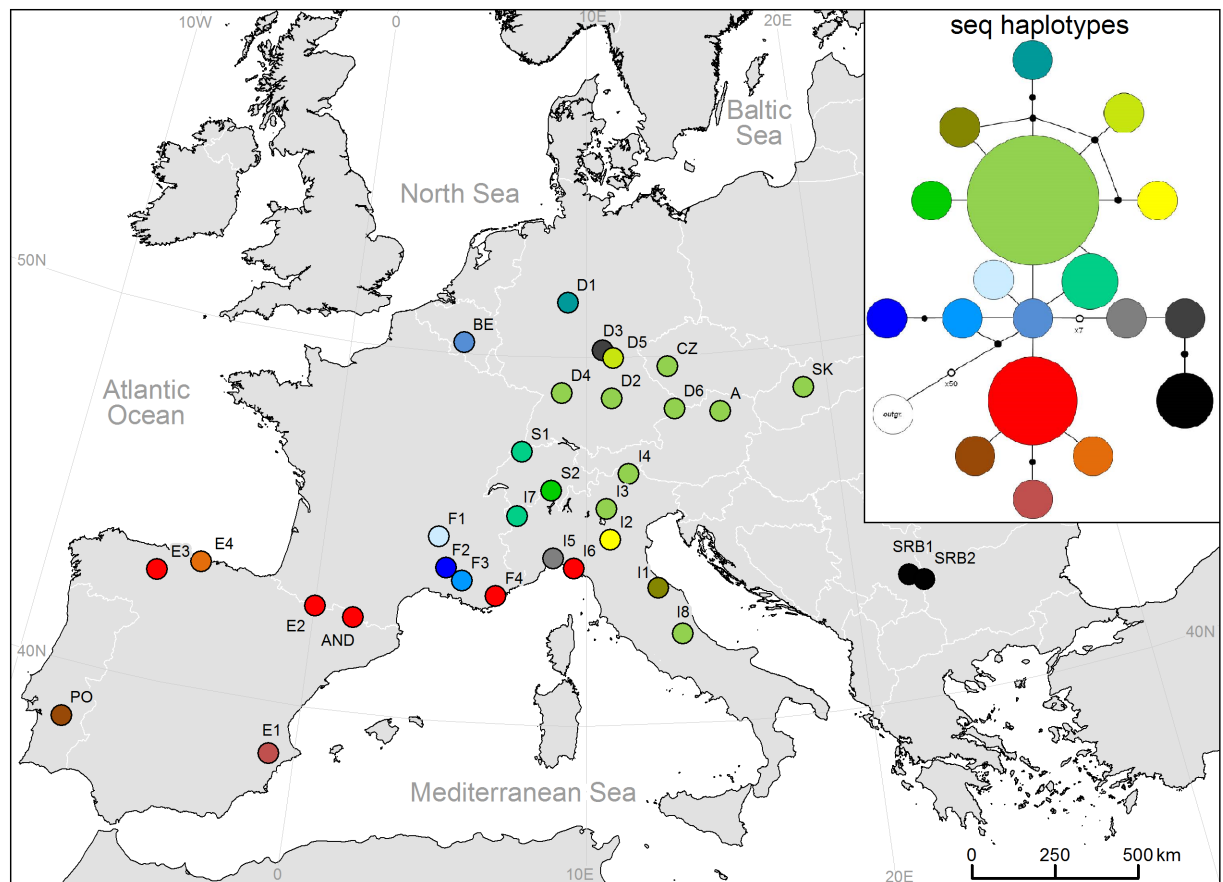 10W
0
10E
20E
seq haplotypes
Baltic
Sea
North Sea
50N
D1
BE
D3
D5
CZ
x7
SK
x50
D4
D2
D6
A
Atlantic
Ocean
outgr.
S1
I4
S2
I3
I7
F1
I2
E3
E4
F2
F3
I5
I6
SRB1
SRB2
F4
I1
I8
E2
AND
40N
40N
PO
E1
Mediterranean Sea
0
250
500 km
0
10E
20E